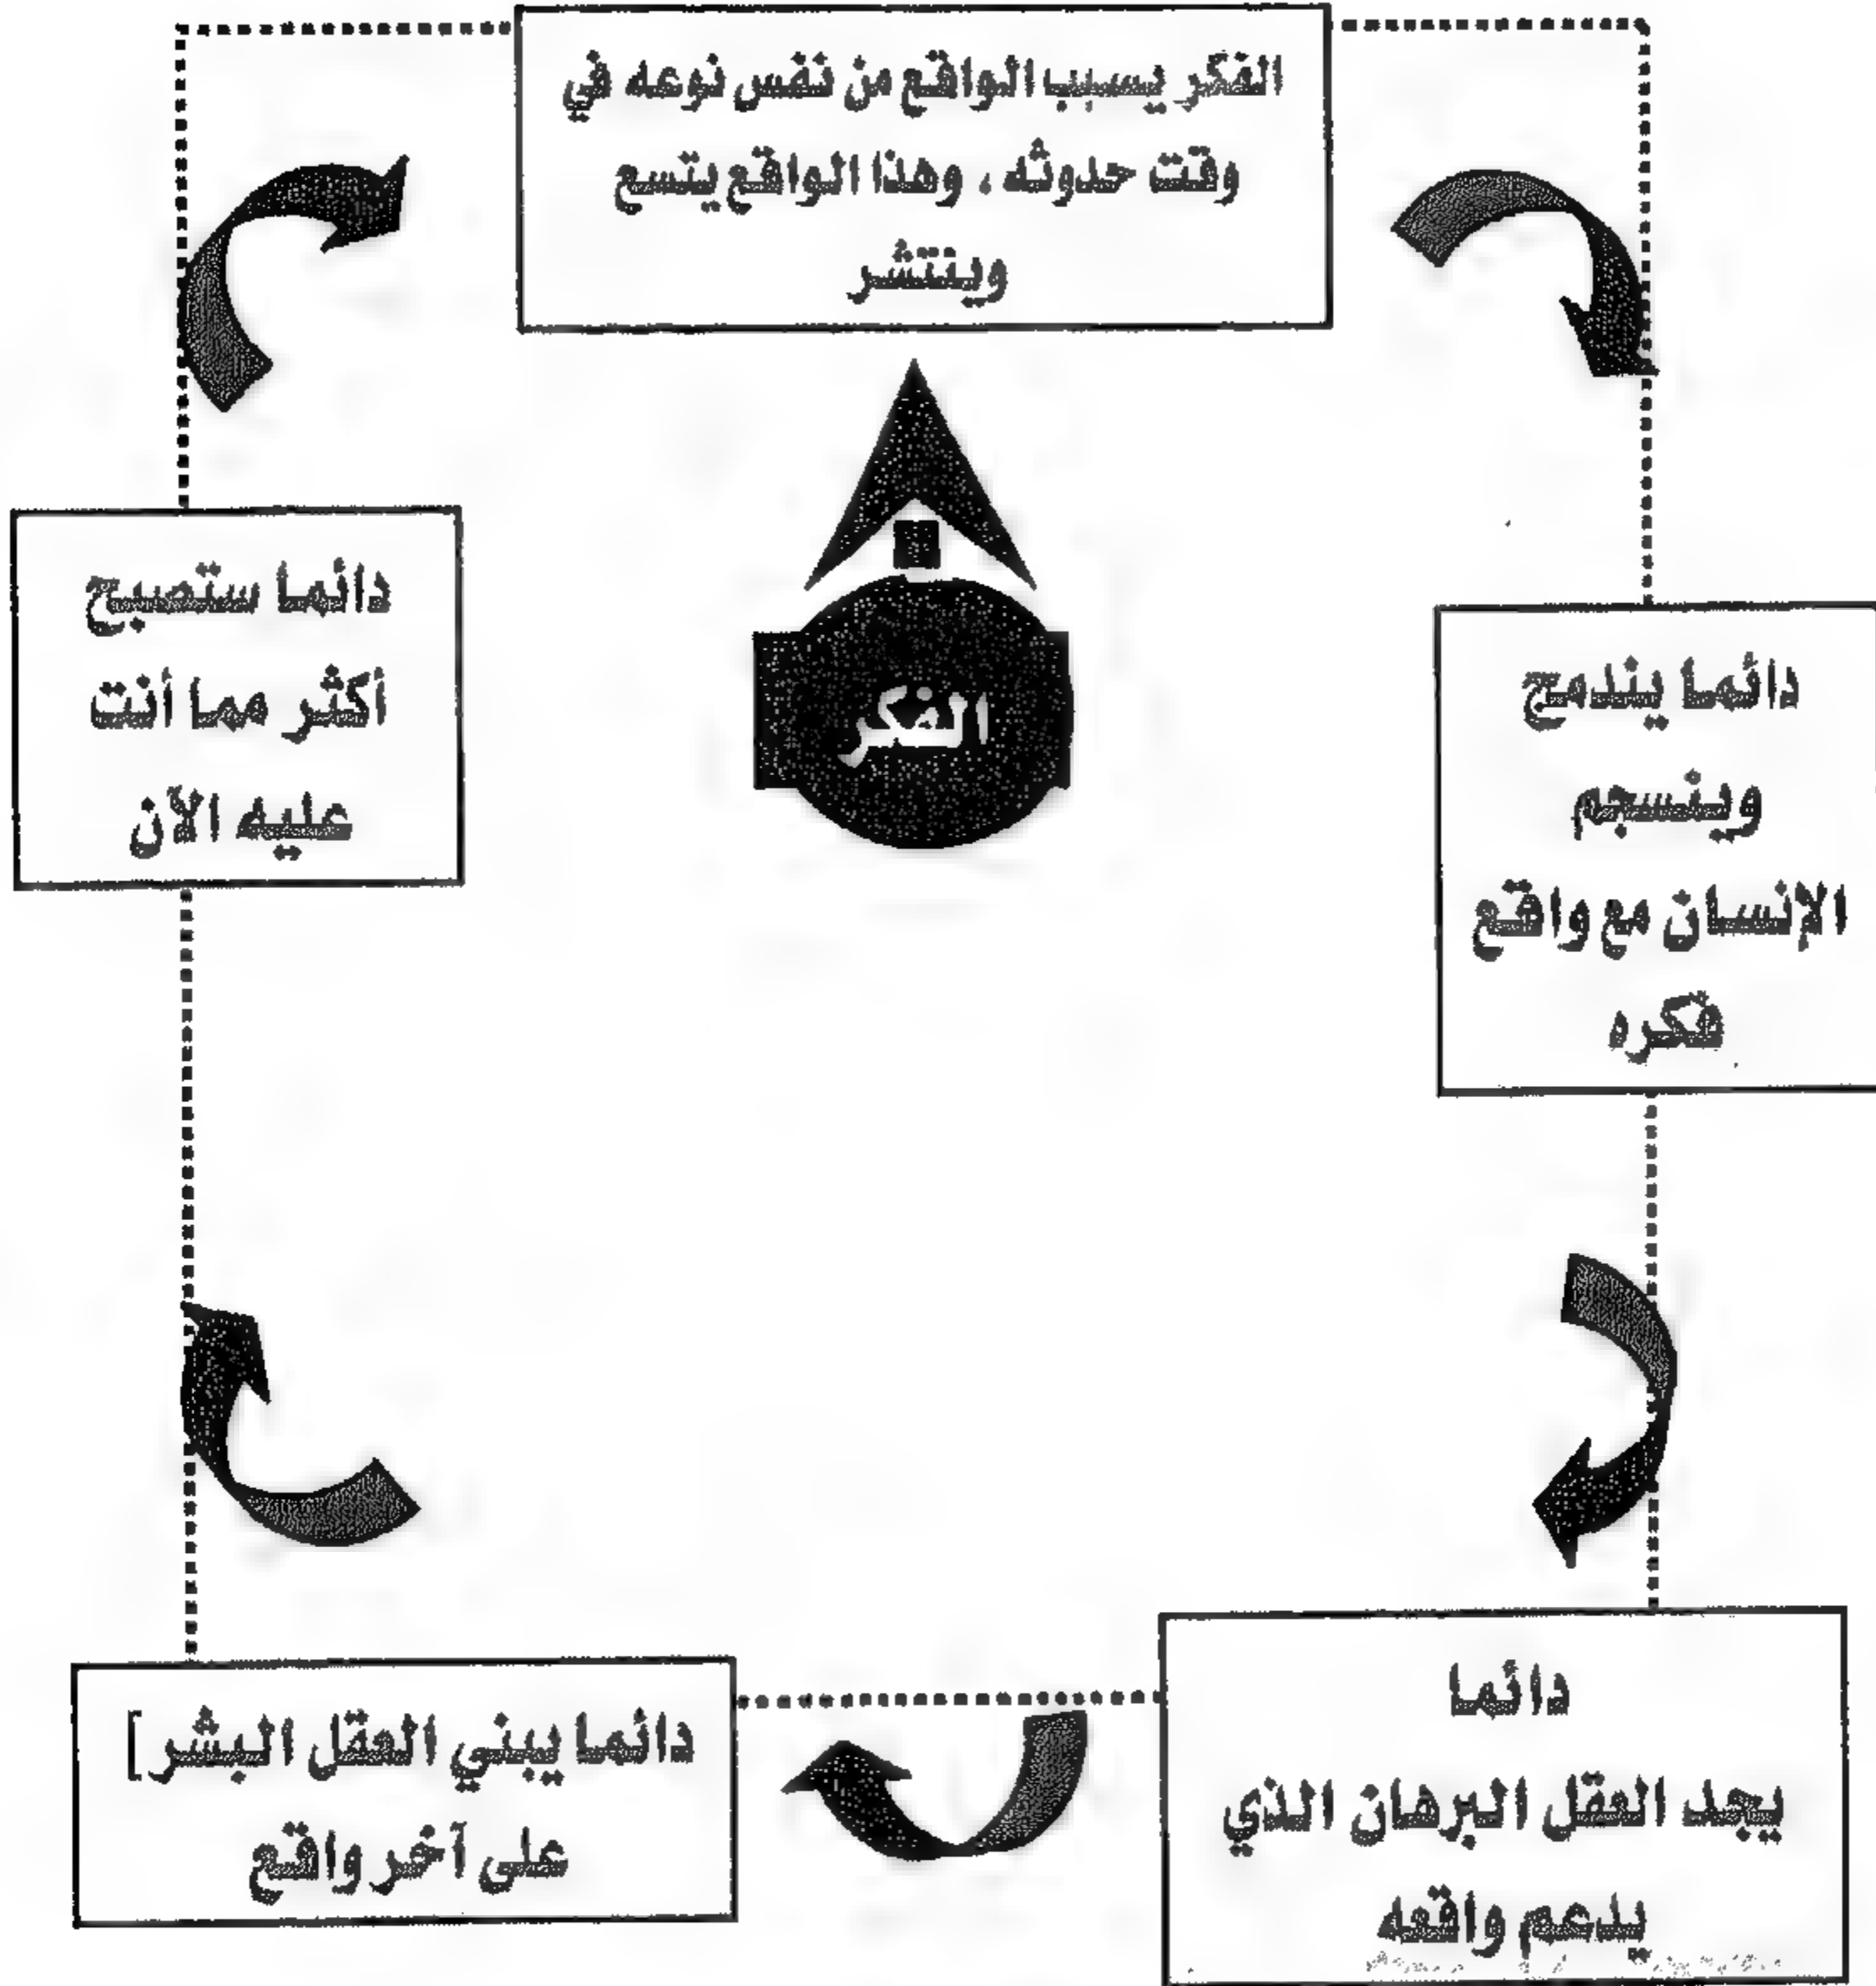 الفكر يسبب الواقع من نفس نوعه في
وقت حدوثه، وهذا الواقع يتسع
وينتشر
الفكر
دائما يندمج
وينسجم
الإنسان مع واقع
فكره
دائما
يجد العقل البرهان الذي
يدعم واقعه
دائما يبني العقل البشر]
على آخر واقع
دائما ستصبح
أكثر مما أنت
عليه الآن